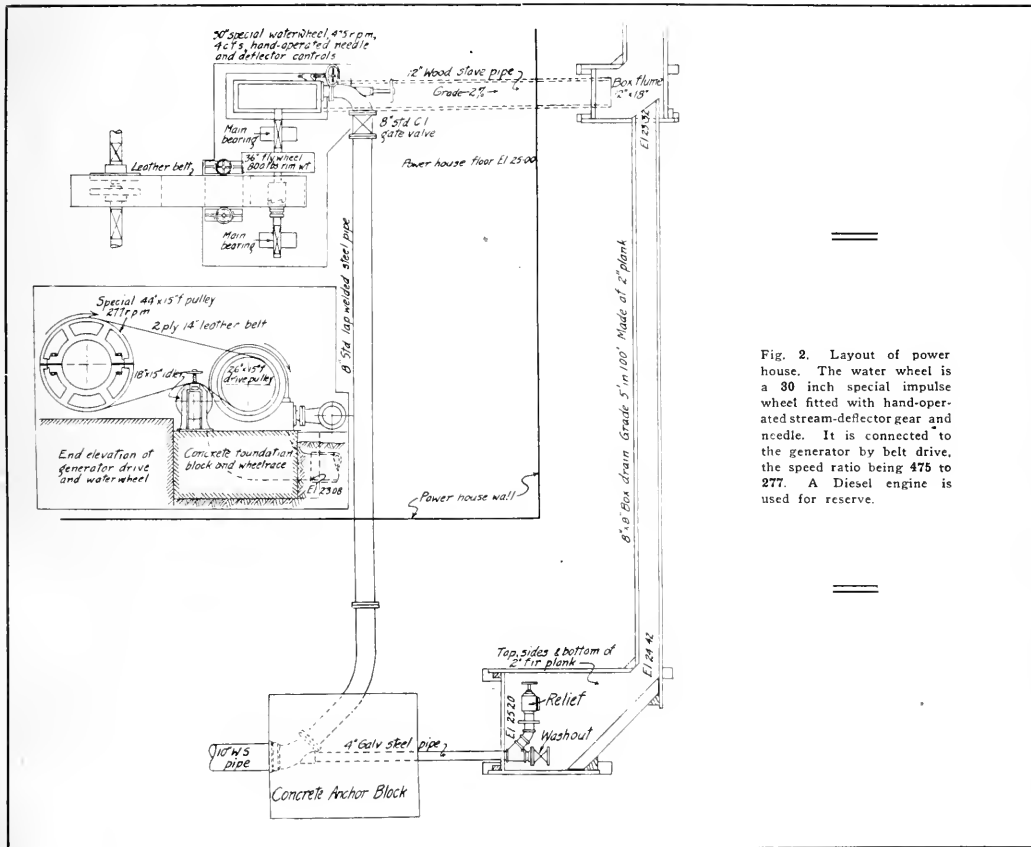 30" special waterwheel, 475 rpm,
4 cfs, hand-operated needle
and deflector controls
12" Wood stave pipe
Grade 2% →
Box flume
12" x 18"
El 23 92
8" Std C I
gate valve
Main
bearing
Power house floor El 25 00
Leather belt
36" fly wheel
800 lbs rim wt
Main
bearing
8" Std lap welded steel pipe
8" x 8" Box drain Grade 5' in 100' Made of 2" plank
Special 44" x 15" f pulley
277 rpm
2 ply 14" leather belt
18" x 15" idler
26" x 15" f
drive pulley
End elevation of
generator drive
and water wheel
Concrete foundation
block and wheelrace
El 23 08
Power house wall
Top, sides & bottom of
2" fir plank
El 24 42
El 25 20
Relief
Washout
10" W S
pipe
4" Galv steel pipe
Concrete Anchor Block
Fig. 2. Layout of power
house. The water wheel is
a 30 inch special impulse
wheel fitted with hand-oper-
ated stream-deflector gear and
needle. It is connected to
the generator by belt drive,
the speed ratio being 475 to
277. A Diesel engine is
used for reserve.